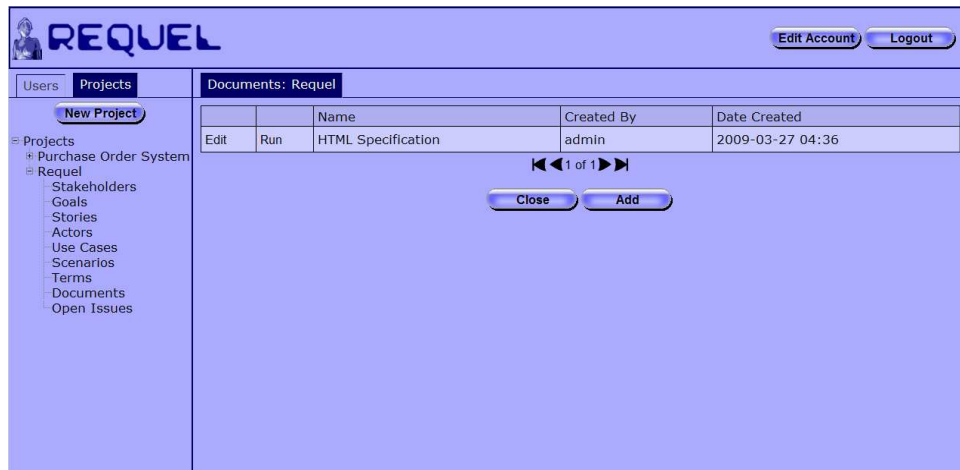 REQUEL
Edit Account Logout
Users Projects
New Project
Projects
Purchase Order System
Requel
Stakeholders
Goals
Stories
Actors
Use Cases
Scenarios
Terms
Documents
Open Issues
Documents: Requel
Name Created By Date Created
Edit Run HTML Specification admin 2009-03-27 04:36
1 of 1
Close Add